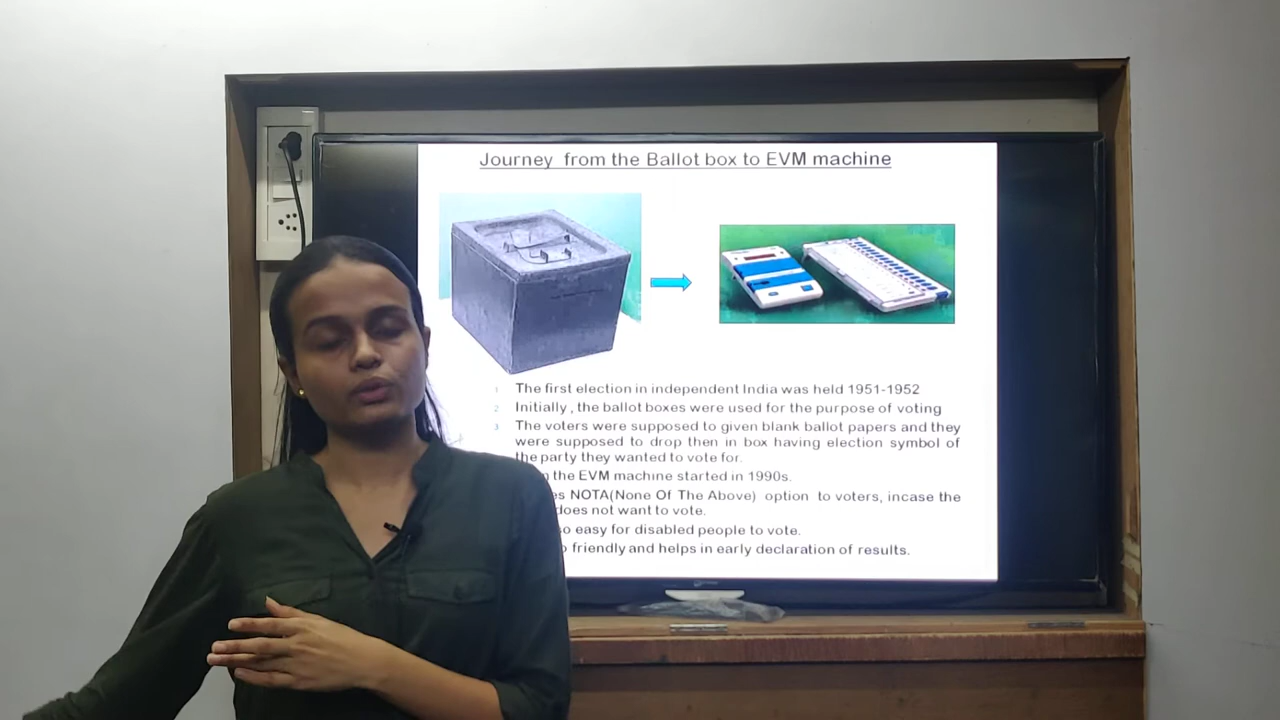 Journey from the Ballot box to EVM machine
1 The first election in independent India was held 1951-1952
2 Initially , the ballot boxes were used for the purpose of voting
3 The voters were supposed to given blank ballot papers and they
were supposed to drop then in box having election symbol of
the party they wanted to vote for.
the EVM machine started in 1990s.
NOTA(None Of The Above) option to voters, incase the
does not want to vote.
easy for disabled people to vote.
friendly and helps in early declaration of results.